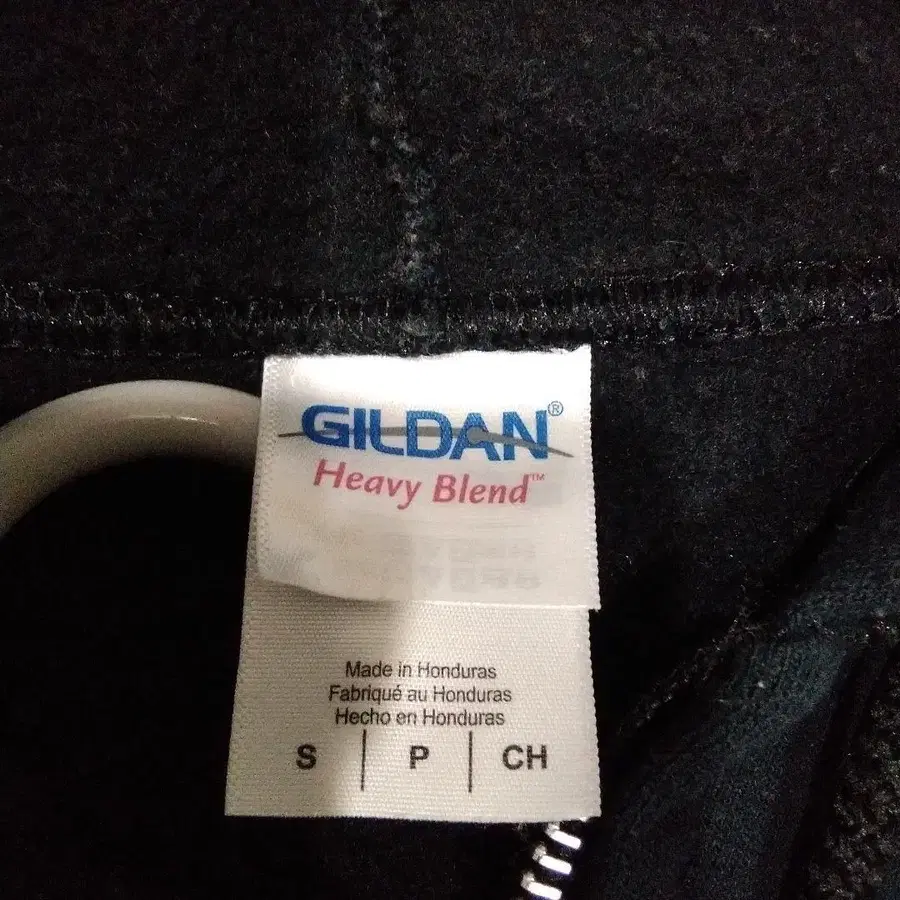 GILDAN®
Heavy Blend™
Made in Honduras
Fabriqué au Honduras
Hecho en Honduras
S | P | CH